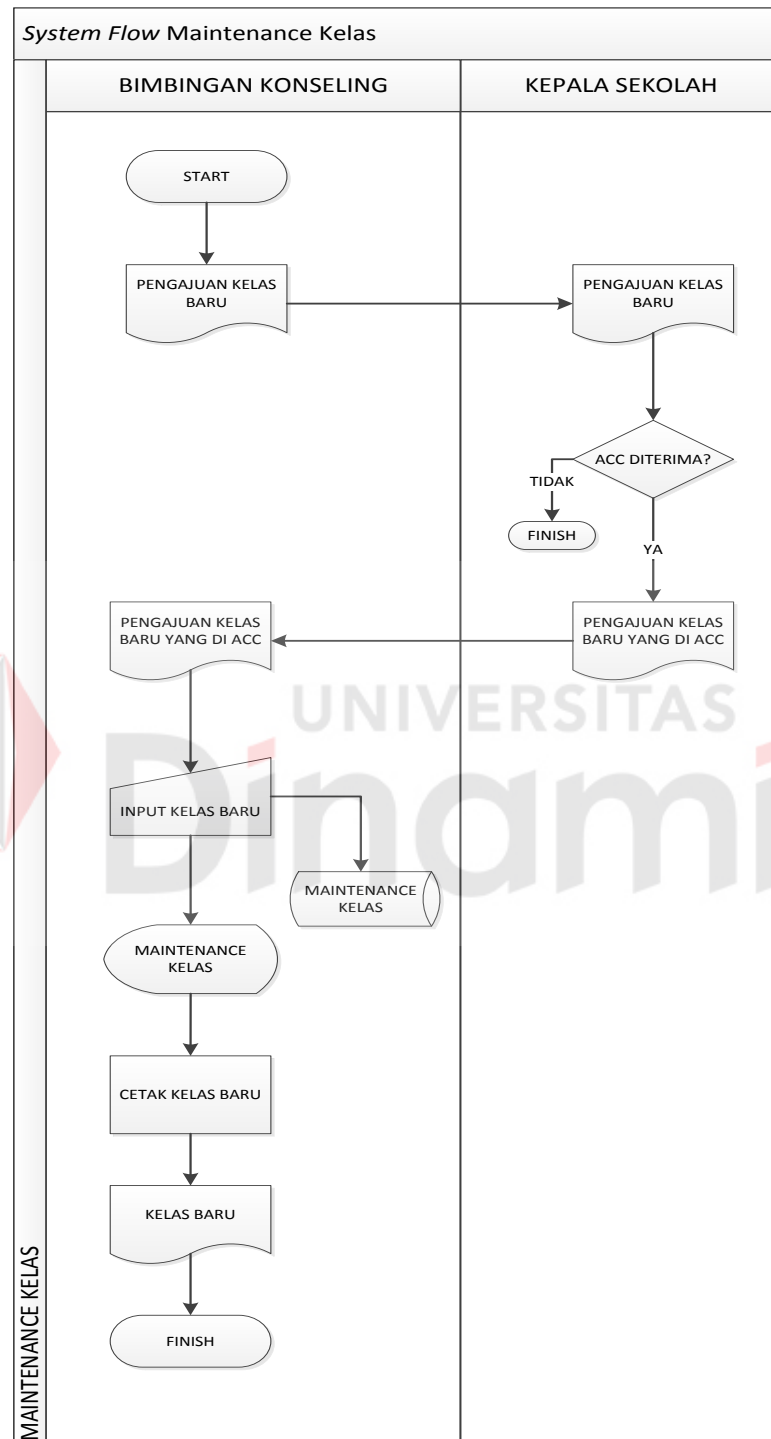 System Flow Maintenance Kelas
BIMBINGAN KONSELING
KEPALA SEKOLAH
START
PENGAJUAN KELAS
BARU
PENGAJUAN KELAS
BARU
ACC DITERIMA?
TIDAK
FINISH
YA
PENGAJUAN KELAS
BARU YANG DI ACC
PENGAJUAN KELAS
BARU YANG DI ACC
UNIVERSITAS
Dinami
INPUT KELAS BARU
MAINTENANCE
KELAS
MAINTENANCE
KELAS
CETAK KELAS BARU
KELAS BARU
FINISH
MAINTENANCE KELAS